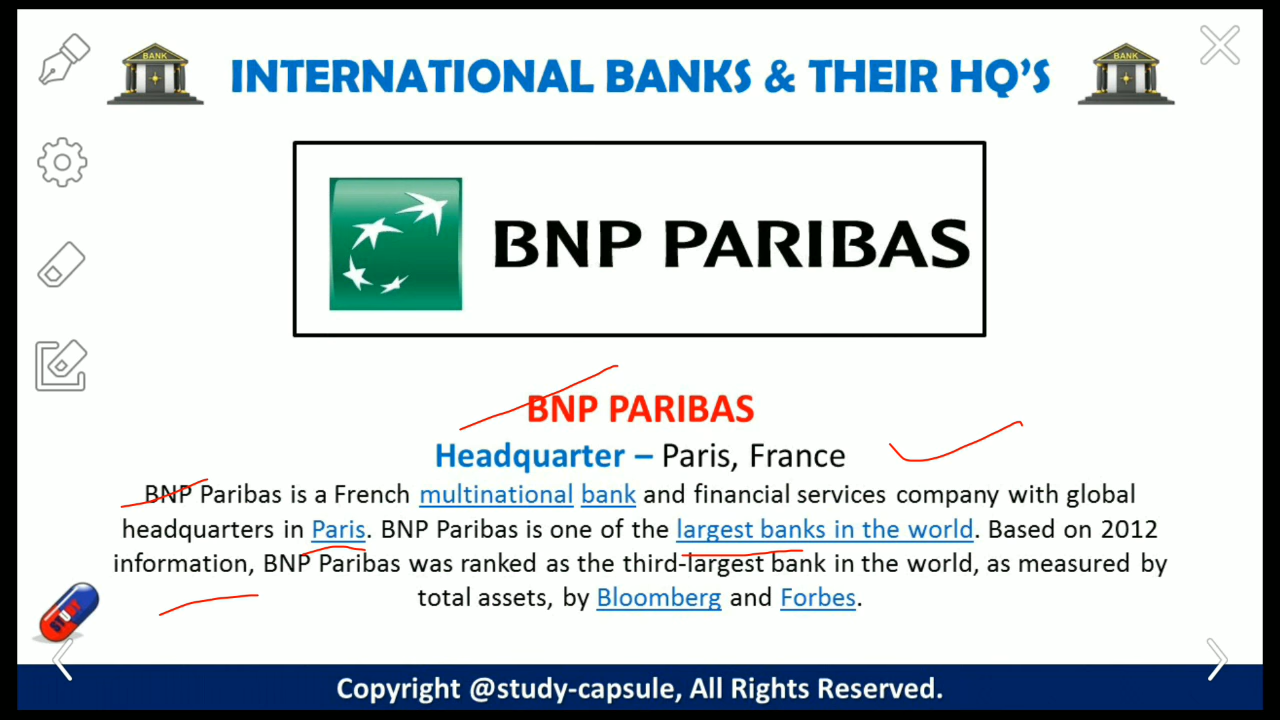 BANK
INTERNATIONAL BANKS & THEIR HQ'S
BANK
BNP PARIBAS
BNP PARIBAS
Headquarter – Paris, France
BNP Paribas is a French multinational bank and financial services company with global
headquarters in Paris. BNP Paribas is one of the largest banks in the world. Based on 2012
information, BNP Paribas was ranked as the third-largest bank in the world, as measured by
total assets, by Bloomberg and Forbes.
STUDY
Copyright @study-capsule, All Rights Reserved.